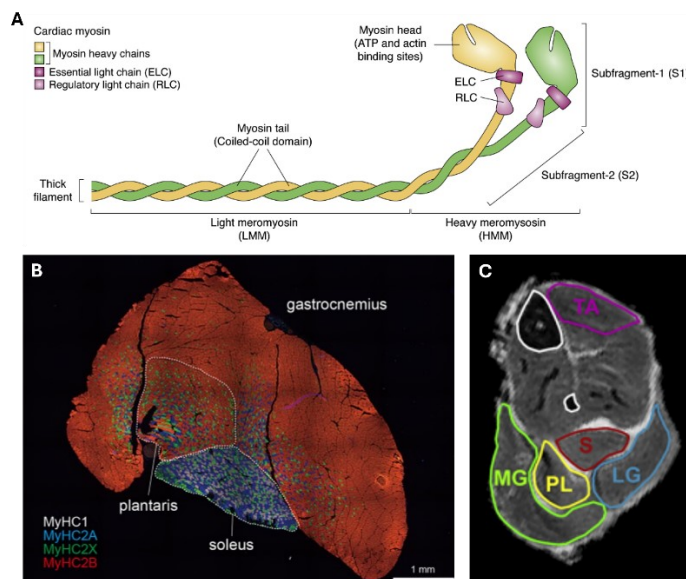 A
Cardiac myosin
Myosin heavy chains
Essential light chain (ELC)
Regulatory light chain (RLC)
Myosin head
(ATP and actin
binding sites)
ELC
RLC
Subfragment-1 (S1
Subfragment-2 (S2)
Myosin tail
(Coiled-coil domain)
Thick
filament
Light meromyosin
(LMM)
Heavy meromysosin
(HMM)
B
gastrocnemius
plantaris
soleus
MyHC1
MyHC2A
MyHC2X
MyHC2B
1 mm
C
TA
S
MG
PL
LG